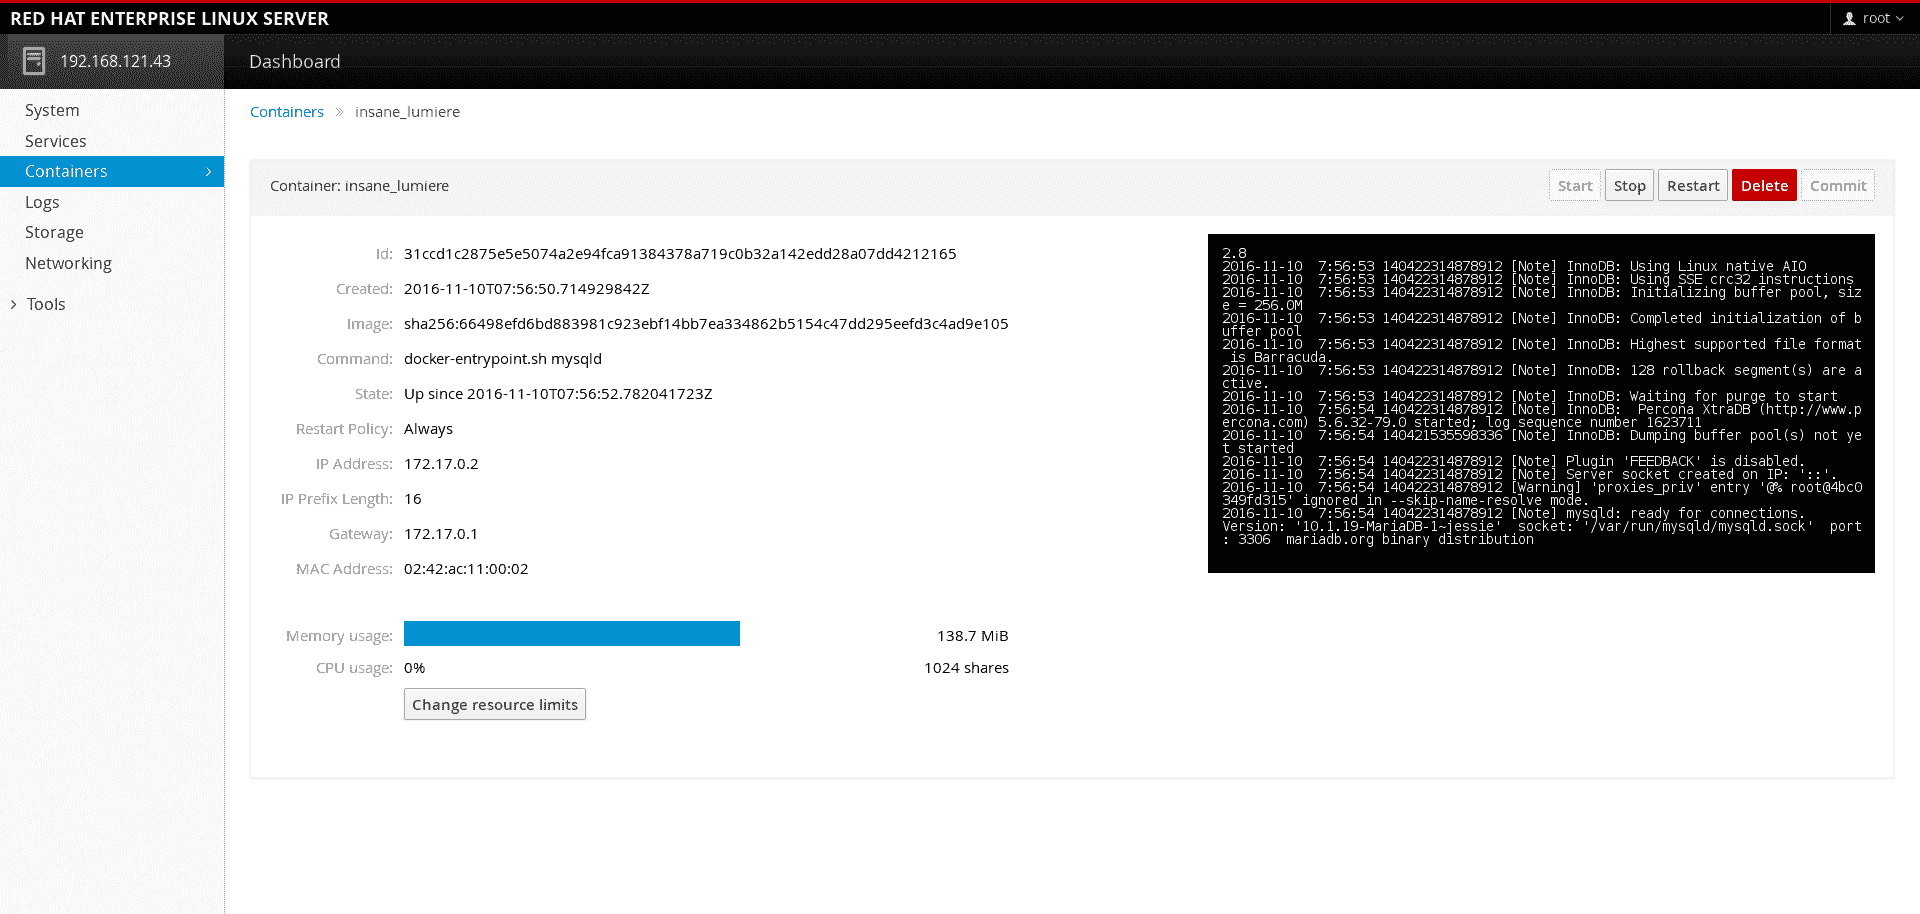 RED HAT ENTERPRISE LINUX SERVER
root
192.168.121.43
Dashboard
System
Services
Containers
Logs
Storage
Networking
Tools
Containers » insane_lumiere
Container: insane_lumiere
Start Stop Restart Delete Commit
Id: 31ccd1c2875e5e5074a2e94fca91384378a719c0b32a142edd28a07dd4212165
Created: 2016-11-10T07:56:50.714929842Z
Image: sha256:66498efd6bd883981c923ebf14bb7ea334862b5154c47dd295eefd3c4ad9e105
Command: docker-entrypoint.sh mysqld
State: Up since 2016-11-10T07:56:52.782041723Z
Restart Policy: Always
IP Address: 172.17.0.2
IP Prefix Length: 16
Gateway: 172.17.0.1
MAC Address: 02:42:ac:11:00:02
Memory usage: 138.7 MiB
CPU usage: 0% 1024 shares
Change resource limits
2.8
2016-11-10  7:56:53 140422314878912 [Note] InnoDB: Using Linux native AIO
2016-11-10  7:56:53 140422314878912 [Note] InnoDB: Using SSE crc32 instructions
2016-11-10  7:56:53 140422314878912 [Note] InnoDB: Initializing buffer pool, siz
e = 256.0M
2016-11-10  7:56:53 140422314878912 [Note] InnoDB: Completed initialization of b
uffer pool
2016-11-10  7:56:53 140422314878912 [Note] InnoDB: Highest supported file format
 is Barracuda.
2016-11-10  7:56:53 140422314878912 [Note] InnoDB: 128 rollback segment(s) are a
ctive.
2016-11-10  7:56:53 140422314878912 [Note] InnoDB: Waiting for purge to start
2016-11-10  7:56:54 140422314878912 [Note] InnoDB:  Percona XtraDB (http://www.p
ercona.com) 5.6.32-79.0 started; log sequence number 1623711
2016-11-10  7:56:54 140421535598336 [Note] InnoDB: Dumping buffer pool(s) not ye
t started
2016-11-10  7:56:54 140422314878912 [Note] Plugin 'FEEDBACK' is disabled.
2016-11-10  7:56:54 140422314878912 [Note] Server socket created on IP: '::'.
2016-11-10  7:56:54 140422314878912 [Warning] 'proxies_priv' entry '@% root@4bc0
349fd315' ignored in --skip-name-resolve mode.
2016-11-10  7:56:54 140422314878912 [Note] mysqld: ready for connections.
Version: '10.1.19-MariaDB-1~jessie'  socket: '/var/run/mysqld/mysqld.sock'  port
: 3306  mariadb.org binary distribution